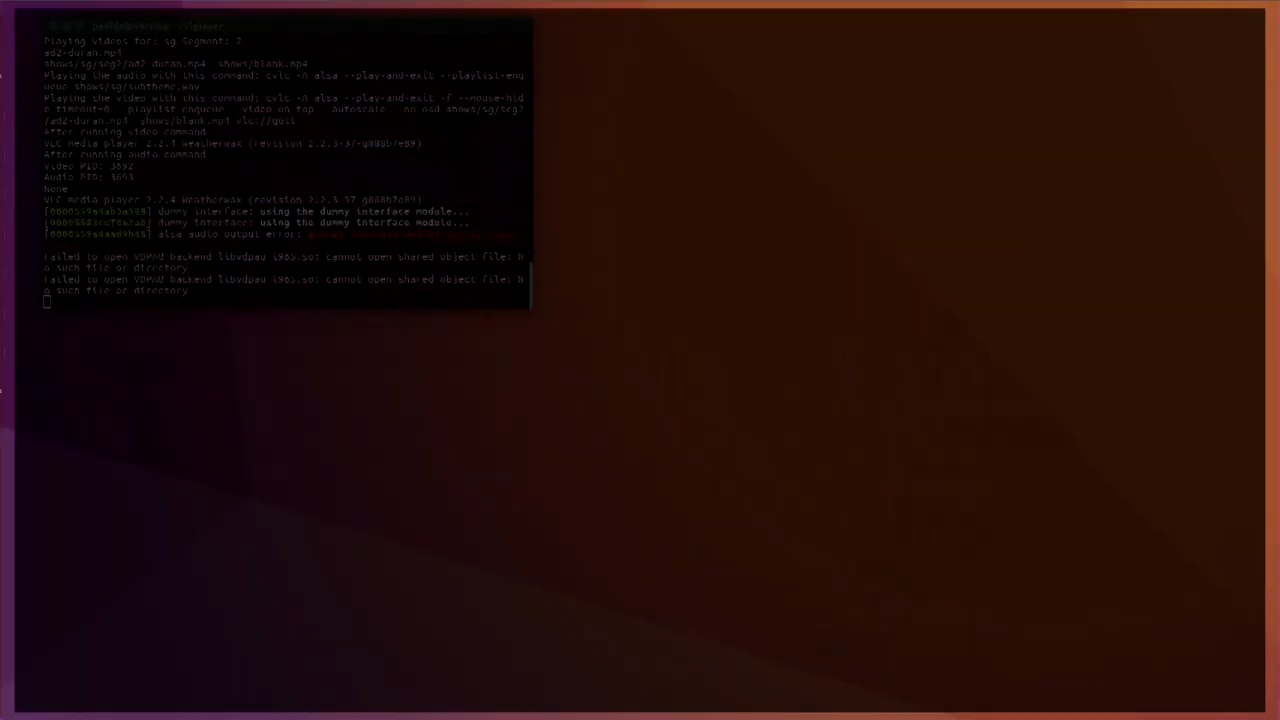 Playing videos for: sg Segment: 2
ad2-duran.mp4
shows/sg/seg2/ad2-duran.mp4 shows/blank.mp4
Playing the audio with this command: cvlc -A alsa --play-and-exit --playlist-enq
ueue shows/sg/subtheme.wav
Playing the video with this command: cvlc -A alsa --play-and-exit -f --mouse-hid
e-timeout=0 --playlist-enqueue --video-on-top --autoscale --no-osd shows/sg/seg2
/ad2-duran.mp4 shows/blank.mp4 vlc://quit
After running video command
VLC media player 2.2.4 Weatherwax (revision 2.2.3-37-g888b7e89)
After running audio command
Video PID: 3692
Audio PID: 3693
None
VLC media player 2.2.4 Weatherwax (revision 2.2.3-37-g888b7e89)
dummy interface: using the dummy interface module...
dummy interface: using the dummy interface module...
alsa audio output error:
Failed to open VDPAU backend libvdpau_i965.so: cannot open shared object file: N
o such file or directory
Failed to open VDPAU backend libvdpau_i965.so: cannot open shared object file: N
o such file or directory